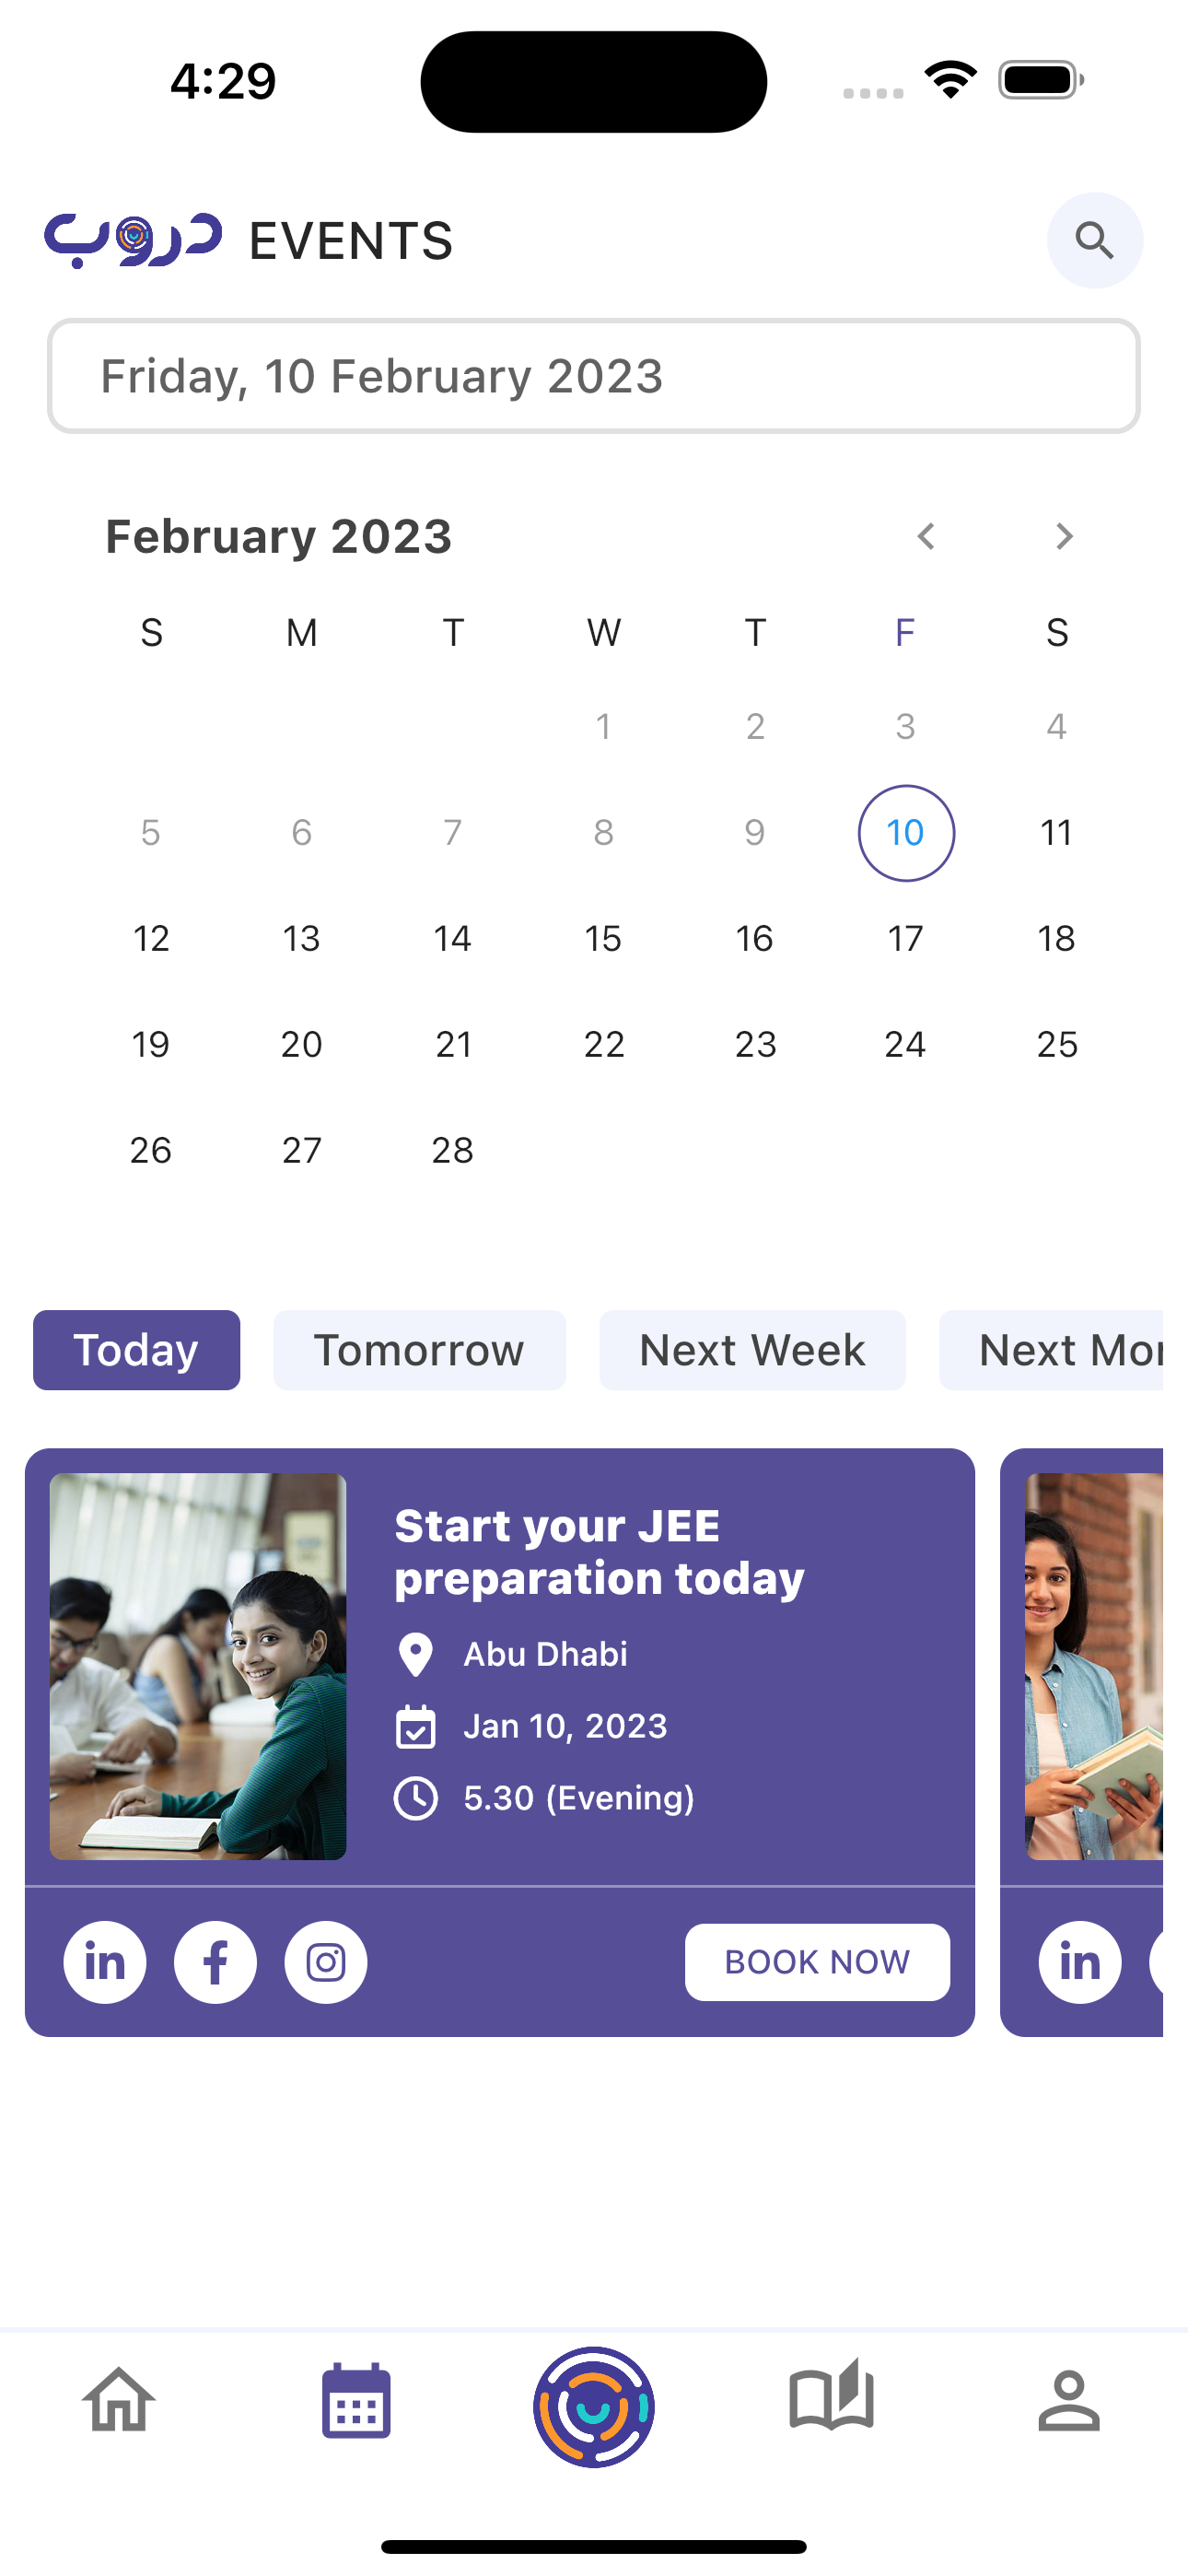 4:29
دروب EVENTS
Friday, 10 February 2023
February 2023
S M T W T F S
1 2 3 4
5 6 7 8 9 10 11
12 13 14 15 16 17 18
19 20 21 22 23 24 25
26 27 28
Today Tomorrow Next Week Next Mon
Start your JEE
preparation today
Abu Dhabi
Jan 10, 2023
5.30 (Evening)
in f BOOK NOW in